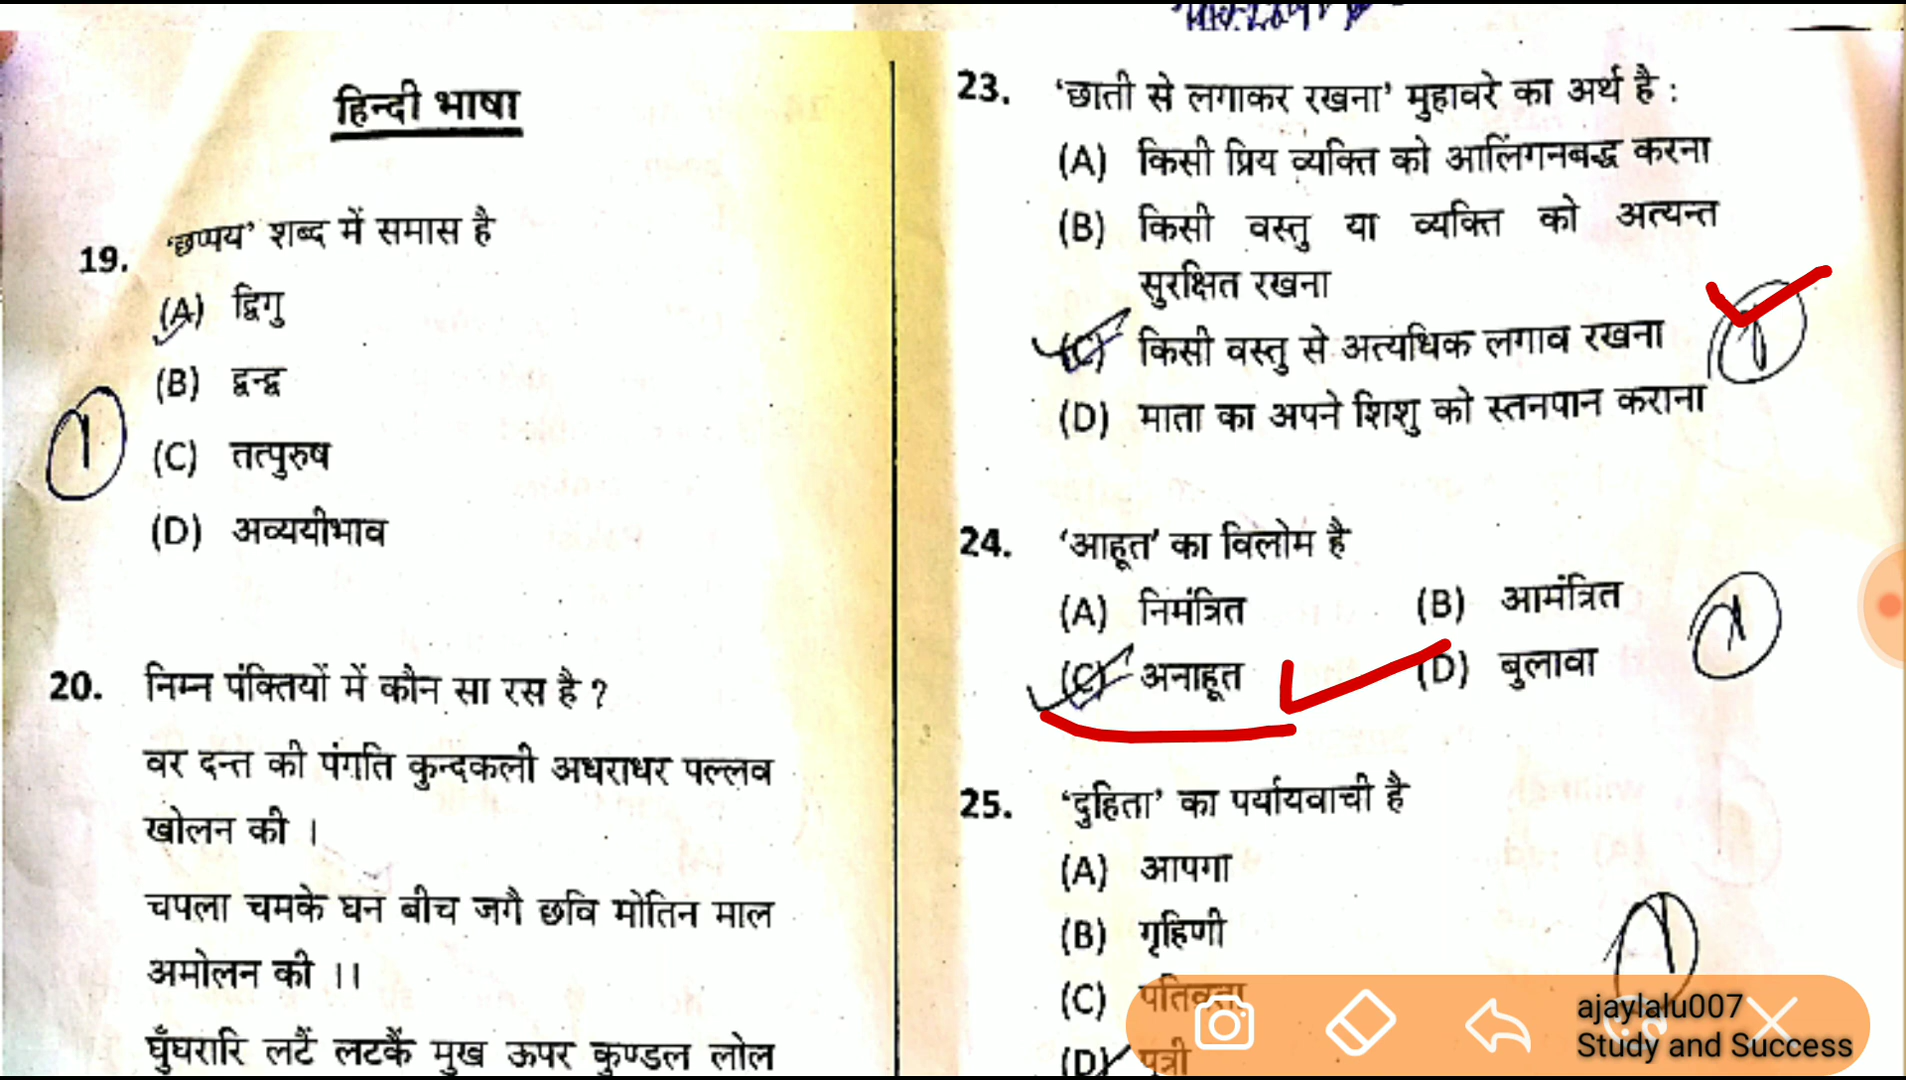 हिन्दी भाषा
19. ‘छप्पय’ शब्द में समास है
(A) द्विगु
(B) द्वन्द्व
(C) तत्पुरुष
(D) अव्ययीभाव
20. निम्न पंक्तियों में कौन सा रस है ?
वर दन्त की पंगति कुन्दकली अधराधर पल्लव
खोलन की ।
चपला चमके घन बीच जगै छवि मोतिन माल
अमोलन की ।।
घुँघरारि लटैं लटकैं मुख ऊपर कुण्डल लोल
23. ‘छाती से लगाकर रखना’ मुहावरे का अर्थ है :
(A) किसी प्रिय व्यक्ति को आलिंगनबद्ध करना
(B) किसी वस्तु या व्यक्ति को अत्यन्त
सुरक्षित रखना
(C) किसी वस्तु से अत्यधिक लगाव रखना
(D) माता का अपने शिशु को स्तनपान कराना
24. ‘आहूत’ का विलोम है
(A) निमंत्रित (B) आमंत्रित
(C) अनाहूत (D) बुलावा
25. ‘दुहिता’ का पर्यायवाची है
(A) आपगा
(B) गृहिणी
(C) पतिव्रता
(D) पुत्री
ajaylalu007
Study and Success